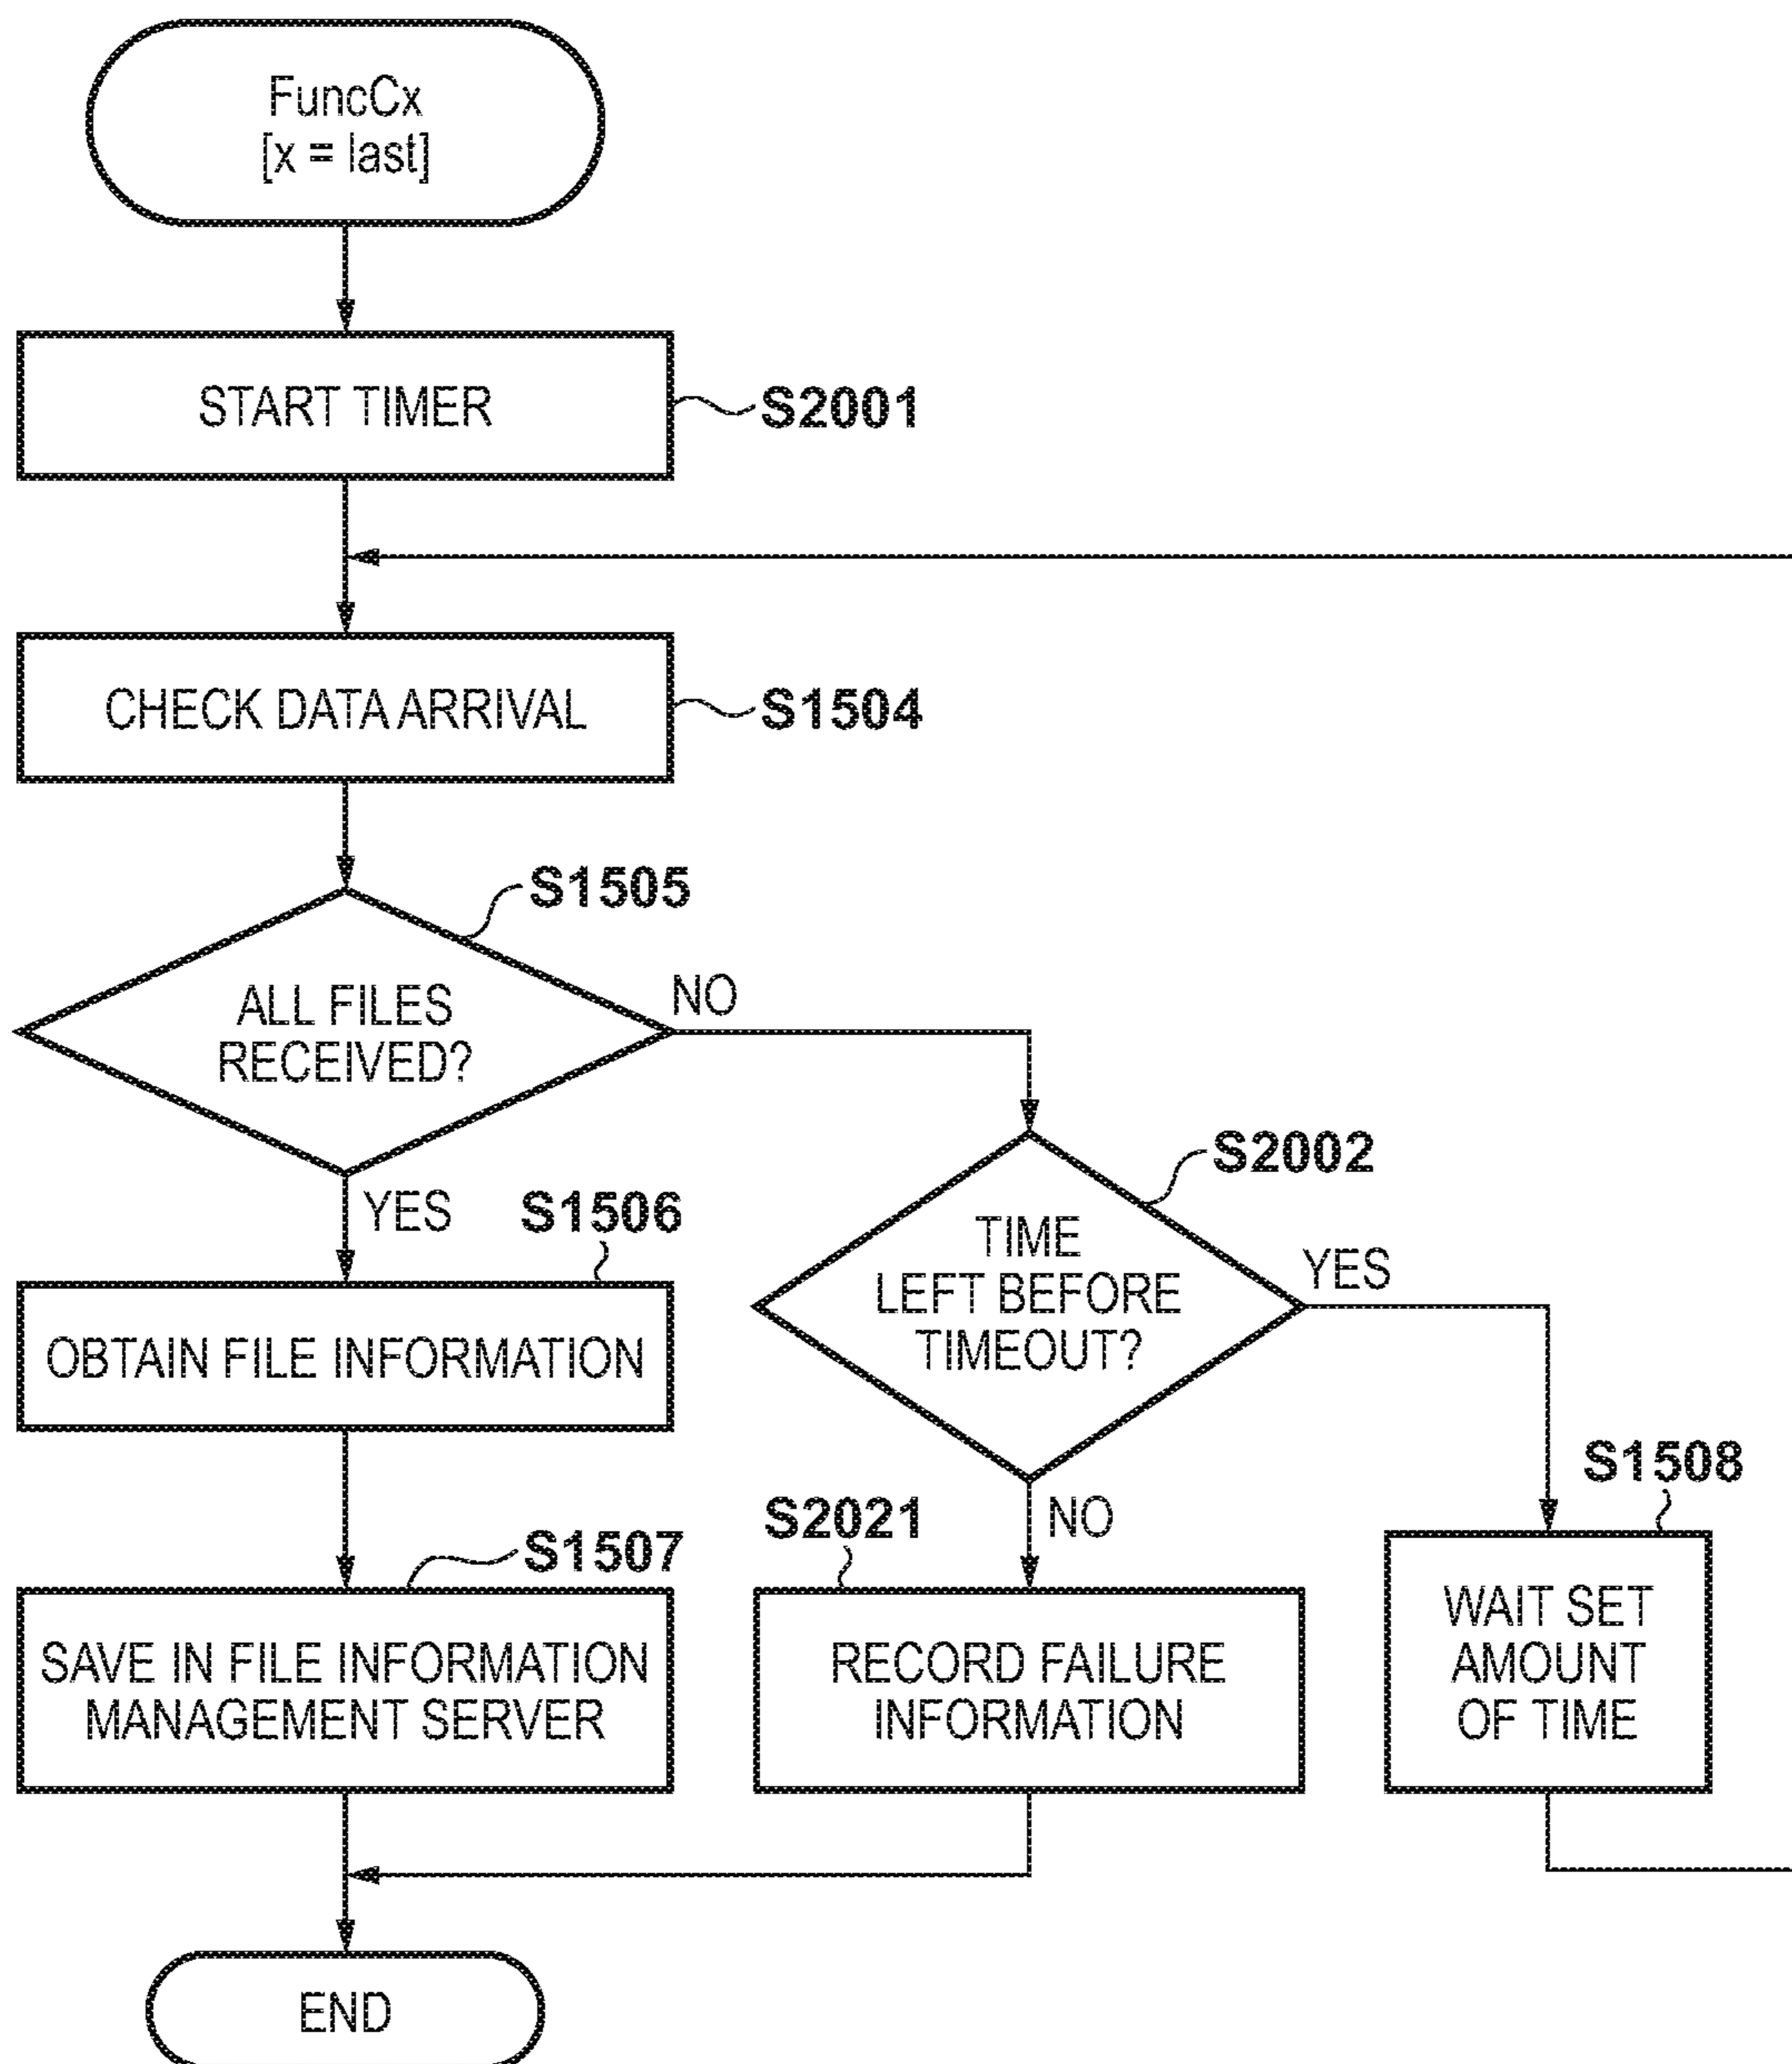 FuncCx
[x = last]
START TIMER
S2001
CHECK DATA ARRIVAL
S1504
S1505
ALL FILES
RECEIVED?
NO
YES
S1506
OBTAIN FILE INFORMATION
S1507
SAVE IN FILE INFORMATION
MANAGEMENT SERVER
S2002
TIME
LEFT BEFORE
TIMEOUT?
YES
NO
S2021
RECORD FAILURE
INFORMATION
S1508
WAIT SET
AMOUNT
OF TIME
END